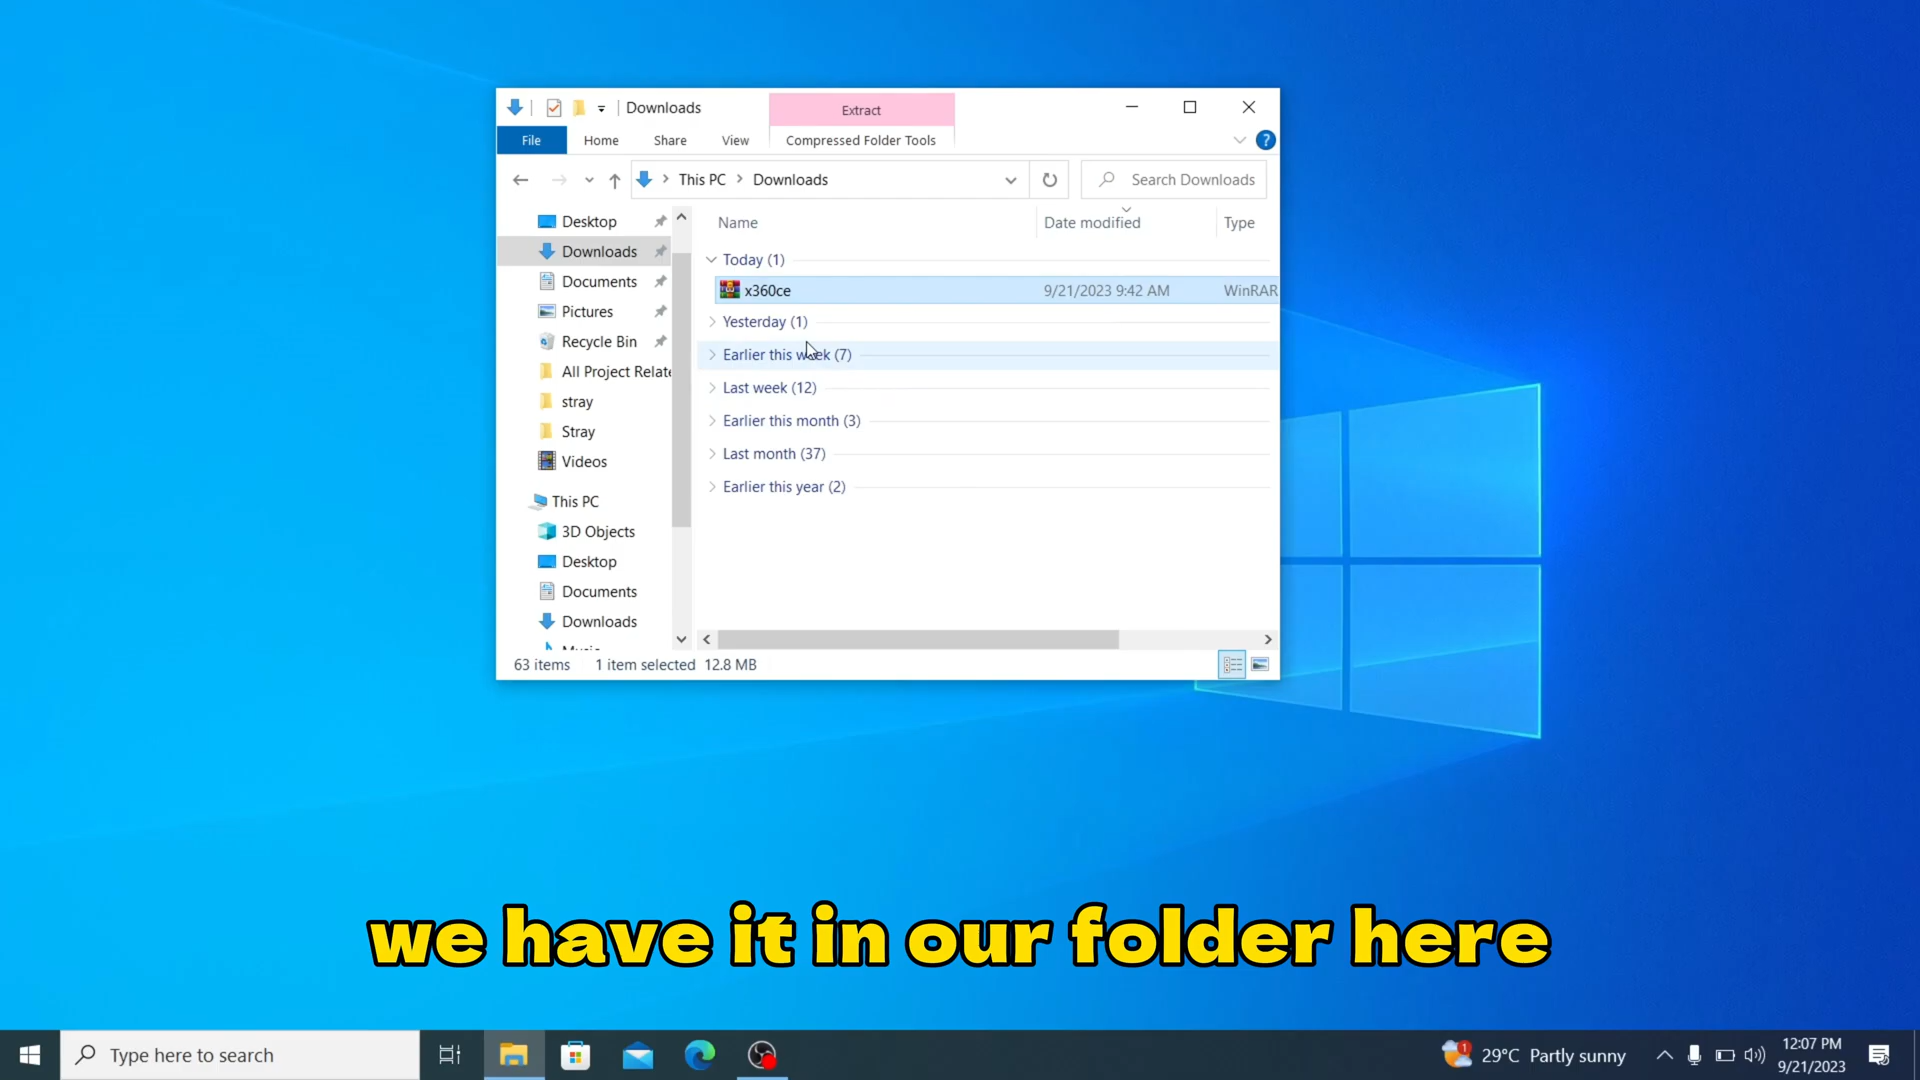 Downloads
Extract
File
Home
Share
View
Compressed Folder Tools
?
This PC
Downloads
Search Downloads
Name
Date modified
Type
Desktop
Downloads
Documents
Pictures
Recycle Bin
All Project Relate
stray
Stray
Videos
This PC
3D Objects
Desktop
Documents
Downloads
Today (1)
x360ce
9/21/2023 9:42 AM
WinRAR
Yesterday (1)
Earlier this week (7)
Last week (12)
Earlier this month (3)
Last month (37)
Earlier this year (2)
63 items
1 item selected 12.8 MB
we have it in our folder here
Type here to search
1
29°C Partly sunny
12:07 PM
9/21/2023